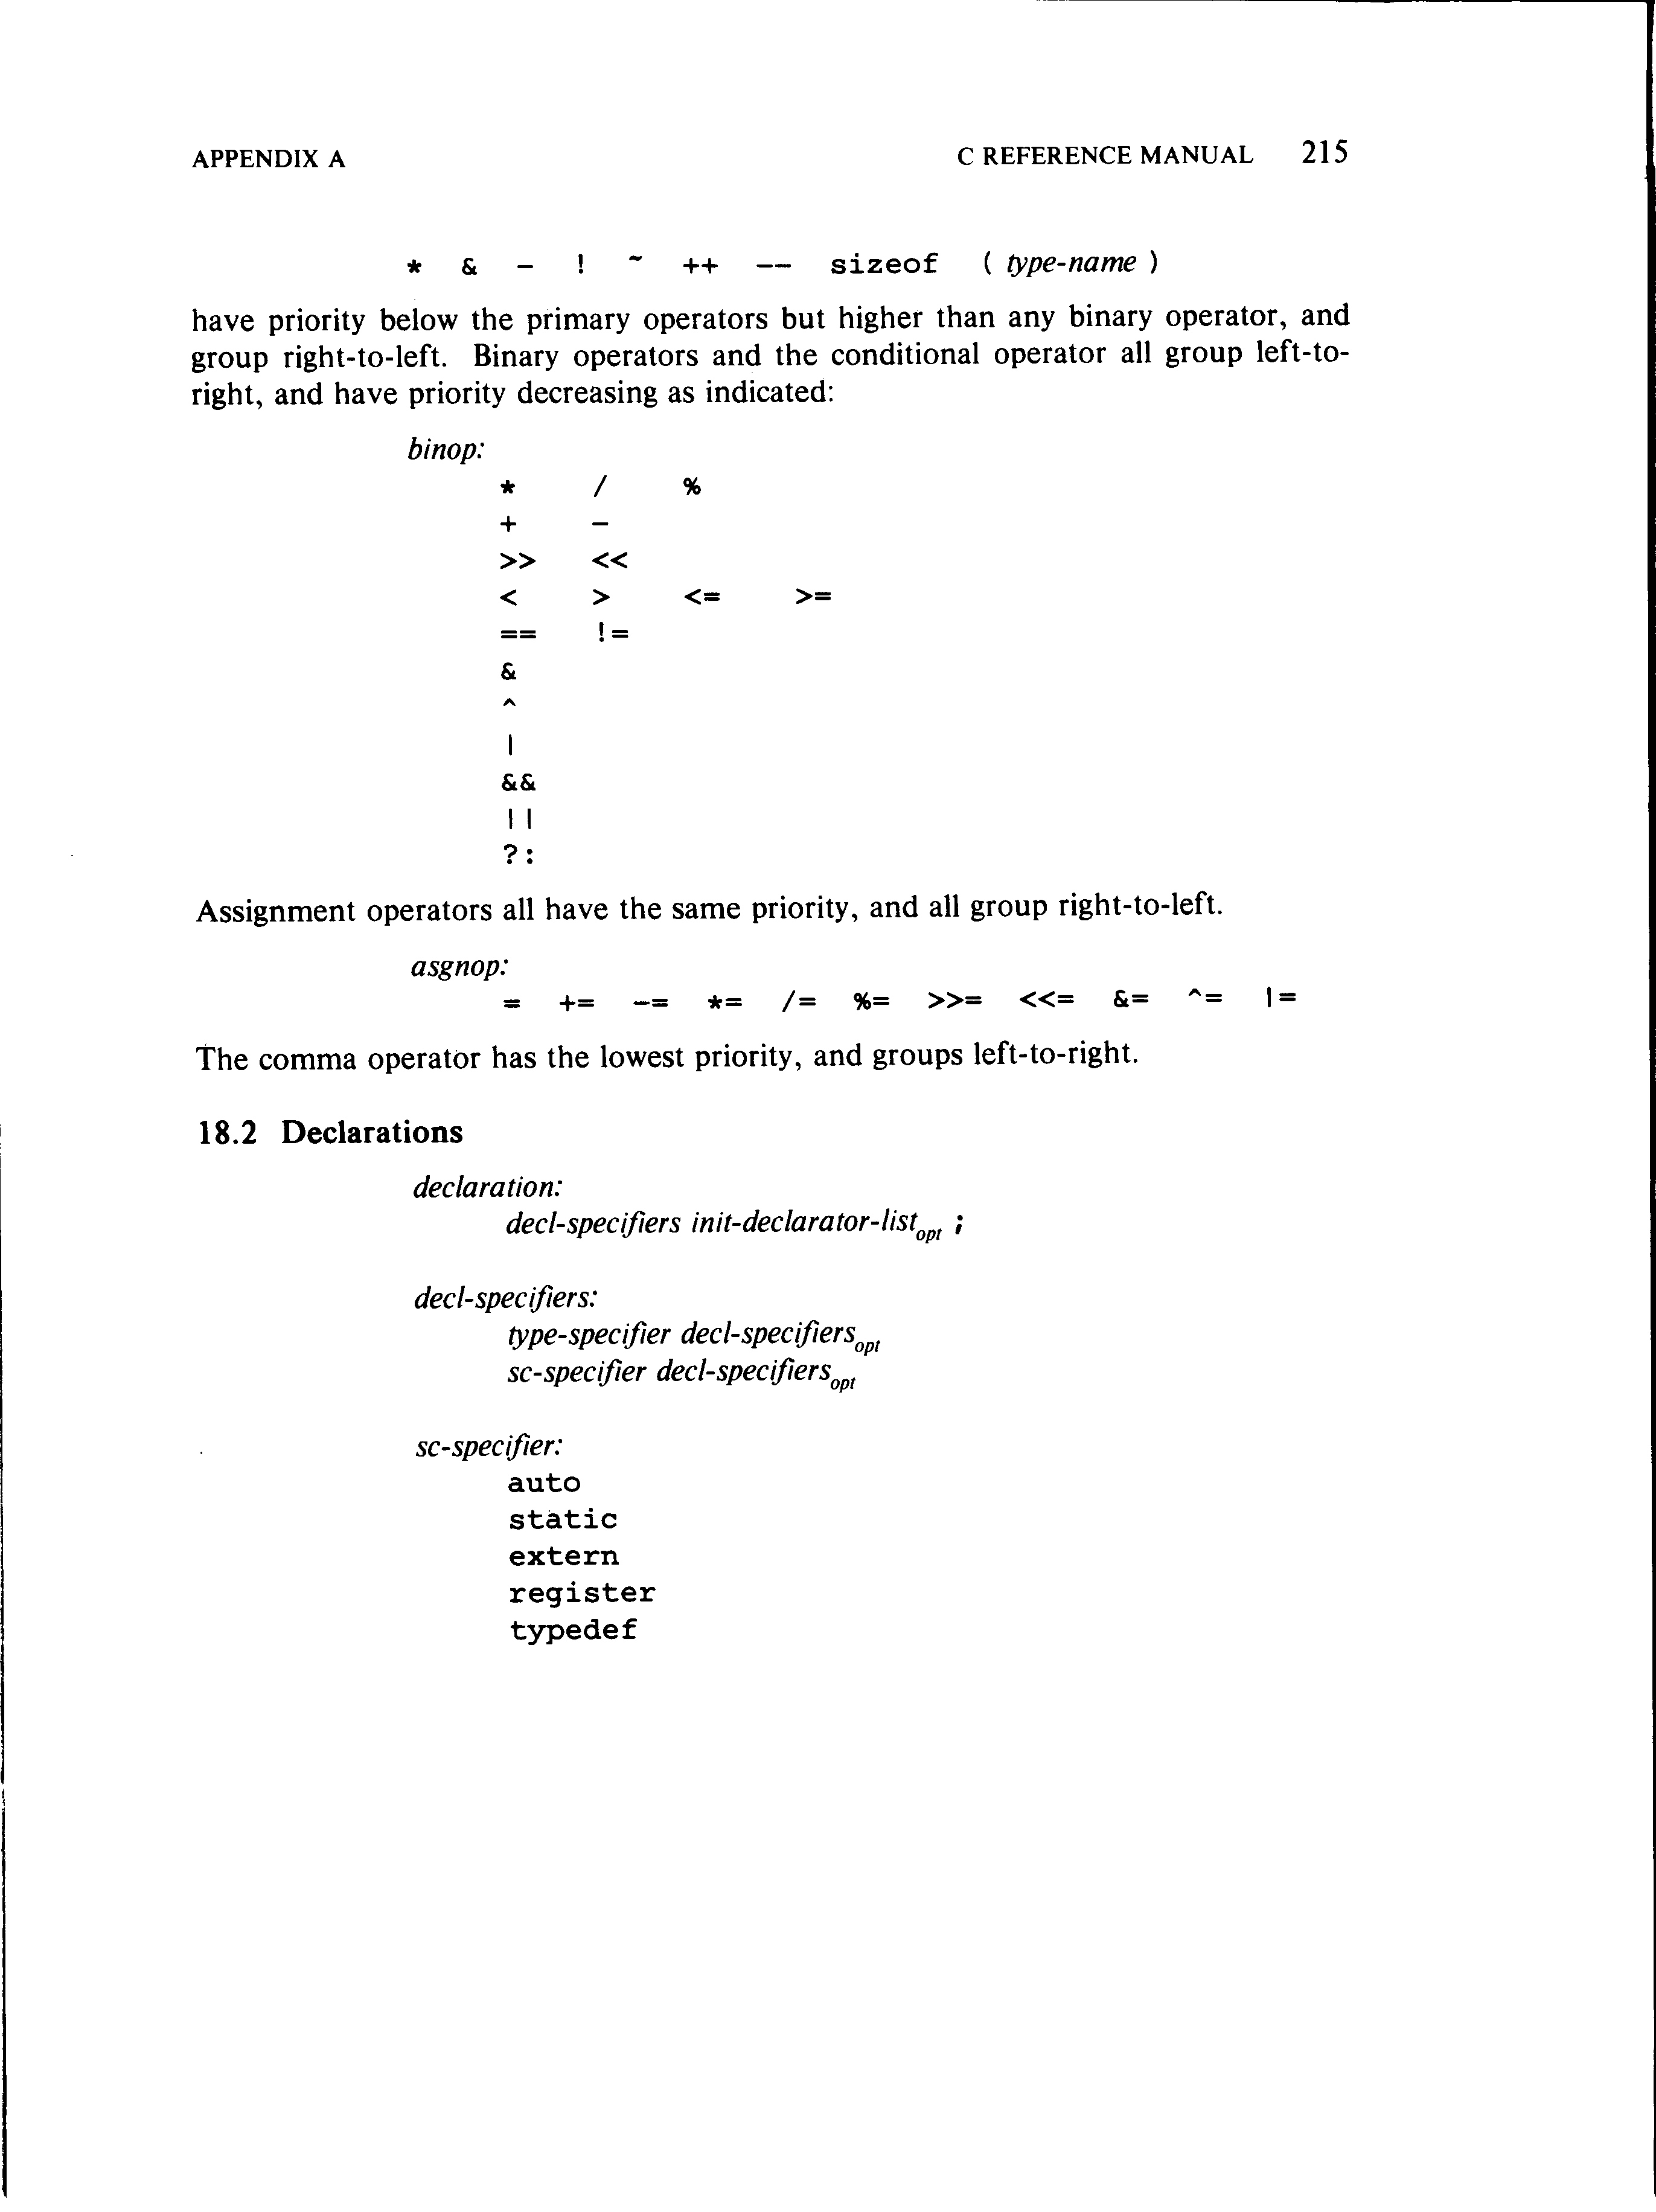 APPENDIX A C REFERENCE MANUAL 215
* & - ! ~ ++ -- sizeof ( type-name )
have priority below the primary operators but higher than any binary operator, and
group right-to-left. Binary operators and the conditional operator all group left-to-
right, and have priority decreasing as indicated:
binop:
* / %
+ -
>> <<
< > <= >=
== !=
&
^
|
&&
||
?:
Assignment operators all have the same priority, and all group right-to-left.
asgnop:
= += -= *= /= %= >>= <<= &= ^= |=
The comma operator has the lowest priority, and groups left-to-right.
18.2 Declarations
declaration:
decl-specifiers init-declarator-list opt ;
decl-specifiers:
type-specifier decl-specifiers opt
sc-specifier decl-specifiers opt
sc-specifier:
auto
static
extern
register
typedef